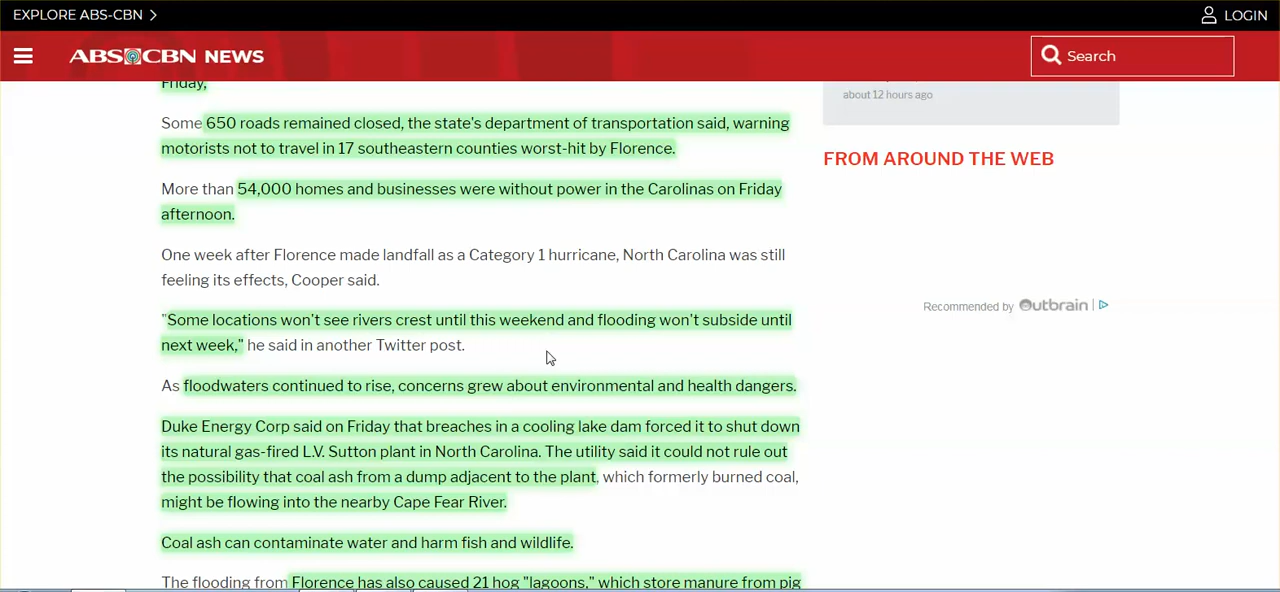 EXPLORE ABS-CBN
LOGIN
ABS CBN NEWS
Search
Friday,
Some 650 roads remained closed, the state's department of transportation said, warning
motorists not to travel in 17 southeastern counties worst-hit by Florence.
More than 54,000 homes and businesses were without power in the Carolinas on Friday
afternoon.
One week after Florence made landfall as a Category 1 hurricane, North Carolina was still
feeling its effects, Cooper said.
"Some locations won't see rivers crest until this weekend and flooding won't subside until
next week," he said in another Twitter post.
As floodwaters continued to rise, concerns grew about environmental and health dangers.
Duke Energy Corp said on Friday that breaches in a cooling lake dam forced it to shut down
its natural gas-fired L.V. Sutton plant in North Carolina. The utility said it could not rule out
the possibility that coal ash from a dump adjacent to the plant, which formerly burned coal,
might be flowing into the nearby Cape Fear River.
Coal ash can contaminate water and harm fish and wildlife.
The flooding from Florence has also caused 21 hog "lagoons," which store manure from pig
about 12 hours ago
FROM AROUND THE WEB
Recommended by Outbrain